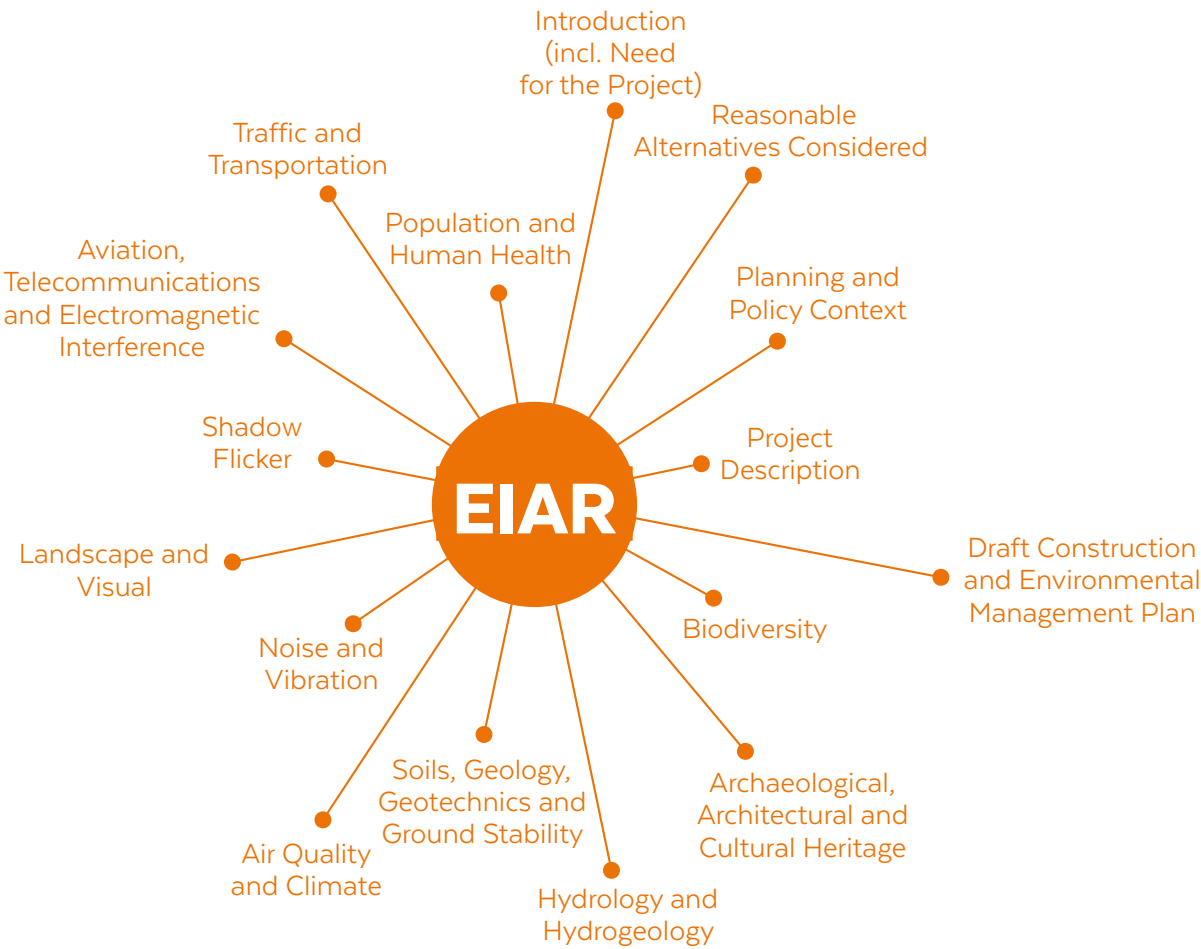 Introduction
(incl. Need
for the Project)
Reasonable
Alternatives Considered
Traffic and
Transportation
Population and
Human Health
Aviation,
Telecommunications
and Electromagnetic
Interference
Planning and
Policy Context
Shadow
Flicker
Project
Description
EIAR
Landscape and
Visual
Draft Construction
and Environmental
Management Plan
Noise and
Vibration
Biodiversity
Soils, Geology,
Geotechnics and
Ground Stability
Archaeological,
Architectural and
Cultural Heritage
Air Quality
and Climate
Hydrology and
Hydrogeology